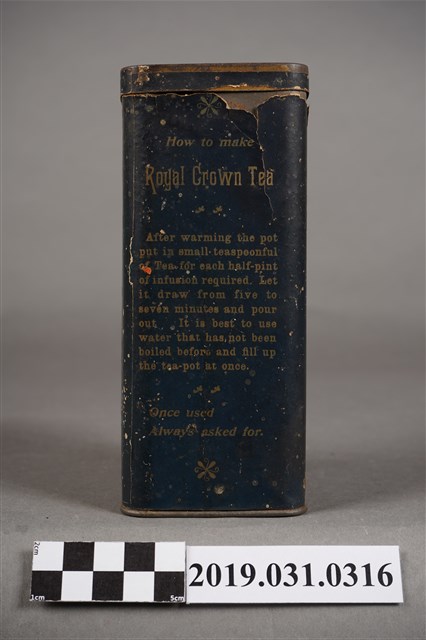 How to make
Royal Crown Tea
After warming the pot
put in small teaspoonful
of Tea for each half-pint
of infusion required. Let
it draw from five to
seven minutes and pour
out. It is best to use
water that has not been
boiled before and fill up
the tea-pot at once.
Once used
Always asked for.
2cm
1cm
5cm
2019.031.0316